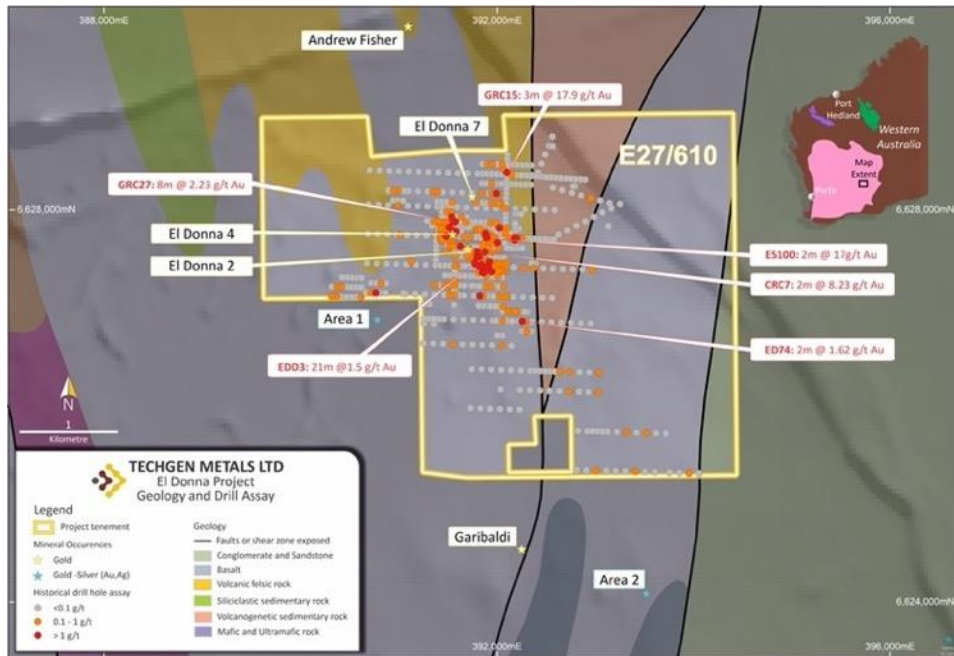 388,000mE
392,000mE
396,000mE
Andrew Fisher
GRC15: 3m @ 17.9 g/t Au
El Donna 7
E27/610
Port
Hedland
Western
Australia
Map
Extent
Perth
GRC27: 8m @ 2.23 g/t Au
6,628,000mN
6,628,000mN
El Donna 4
El Donna 2
ES100: 2m @ 17g/t Au
CRC7: 2m @ 8.23 g/t Au
Area 1
EDD3: 21m @1.5 g/t Au
ED74: 2m @ 1.62 g/t Au
N
1
Kilometre
TECHGEN METALS LTD
El Donna Project
Geology and Drill Assay
Legend
Project tenement
Mineral Occurences
Gold
Gold -Silver (Au,Ag)
Historical drill hole assay
<0.1 g/t
0.1 - 1 g/t
> 1 g/t
Geology
Faults or shear zone exposed
Conglomerate and Sandstone
Basalt
Volcanic felsic rock
Siliciclastic sedimentary rock
Volcanogenetic sedimentary rock
Mafic and Ultramafic rock
Garibaldi
Area 2
6,624,000mN
392,000mE
396,000mE